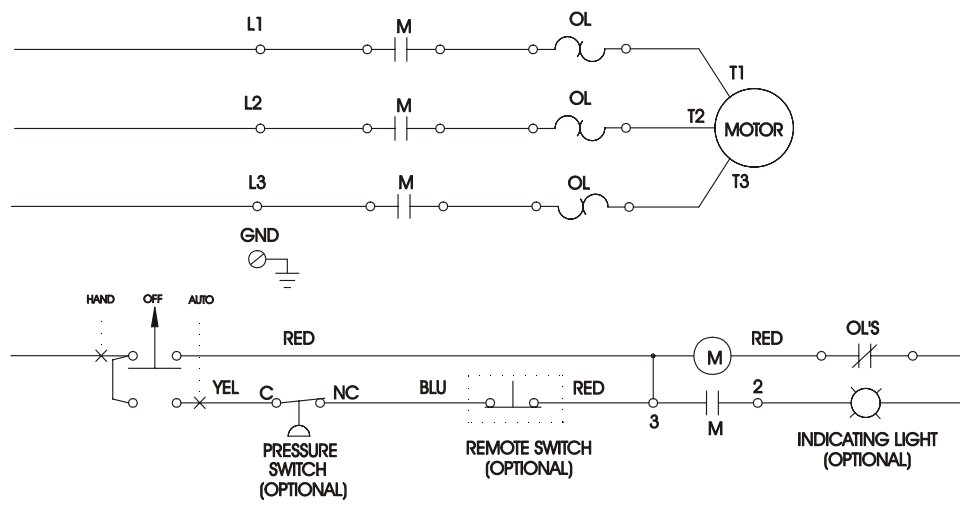 L1 M OL
T1
L2 M OL
T2 MOTOR
L3 M OL T3
GND
HAND OFF AUTO
RED M RED OL'S
YEL C NC BLU RED 3 M 2
PRESSURE
SWITCH
(OPTIONAL)
REMOTE SWITCH
(OPTIONAL)
INDICATING LIGHT
(OPTIONAL)